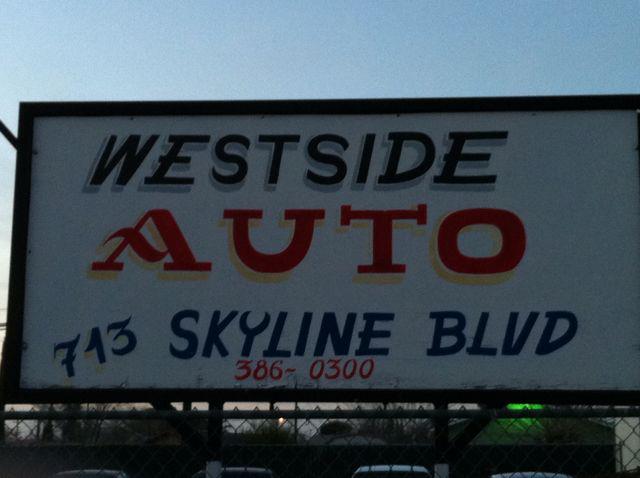 WESTSIDE
AUTO
713 SKYLINE BLVD
386~0300